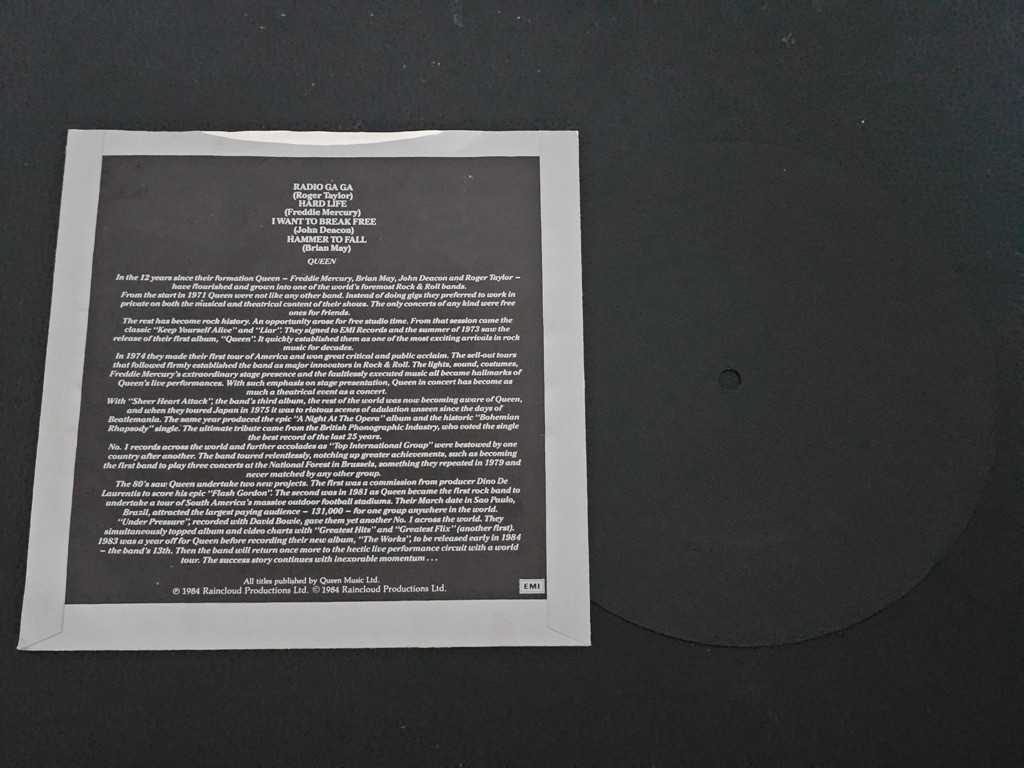 RADIO GA GA
(Roger Taylor)
HARD LIFE
(Freddie Mercury)
I WANT TO BREAK FREE
(John Deacon)
HAMMER TO FALL
(Brian May)
QUEEN
In the 12 years since their formation Queen – Freddie Mercury, Brian May, John Deacon and Roger Taylor –
have flourished and grown into one of the world's foremost Rock & Roll bands.
From the start in 1971 Queen were not like any other band. Instead of doing gigs they preferred to work in
private on both the musical and theatrical content of their shows. The only concerts of any kind were free
ones for friends.
The rest has become rock history. An opportunity arose for free studio time. From that session came the
classic "Keep Yourself Alive" and "Liar". They signed to EMI Records and the summer of 1973 saw the
release of their first album, "Queen". It quickly established them as one of the most exciting arrivals in rock
music for decades.
In 1974 they made their first tour of America and won great critical and public acclaim. The sell-out tours
that followed firmly established the band as major innovators in Rock & Roll. The lights, sound, costumes,
Freddie Mercury's extraordinary stage presence and the faultlessly executed music all became hallmarks of
Queen's live performances. With such emphasis on stage presentation, Queen in concert has become as
much a theatrical event as a concert.
With "Sheer Heart Attack", the band's third album, the rest of the world was now becoming aware of Queen,
and when they toured Japan in 1975 it was to riotous scenes of adulation unseen since the days of
Beatlemania. The same year produced the epic "A Night At The Opera" album and the historic "Bohemian
Rhapsody" single. The ultimate tribute came from the British Phonographic Industry, who voted the single
the best record of the last 25 years.
No. 1 records across the world and further accolades as "Top International Group" were bestowed by one
country after another. The band toured relentlessly, notching up greater achievements, such as becoming
the first band to play three concerts at the National Forest in Brussels, something they repeated in 1979 and
never matched by any other group.
The 80's saw Queen undertake two new projects. The first was a commission from producer Dino De
Laurentis to score his epic "Flash Gordon". The second was in 1981 as Queen became the first rock band to
undertake a tour of South America's massive outdoor football stadiums. Their March date in Sao Paulo,
Brazil, attracted the largest paying audience – 131,000 – for one group anywhere in the world.
"Under Pressure", recorded with David Bowie, gave them yet another No. 1 across the world. They
simultaneously topped album and video charts with "Greatest Hits" and "Greatest Flix" (another first).
1983 was a year off for Queen before recording their new album, "The Works", to be released early in 1984
– the band's 13th. Then the band will return once more to the hectic live performance circuit with a world
tour. The success story continues with inexorable momentum . . .
All titles published by Queen Music Ltd.
℗ 1984 Raincloud Productions Ltd. © 1984 Raincloud Productions Ltd.
EMI